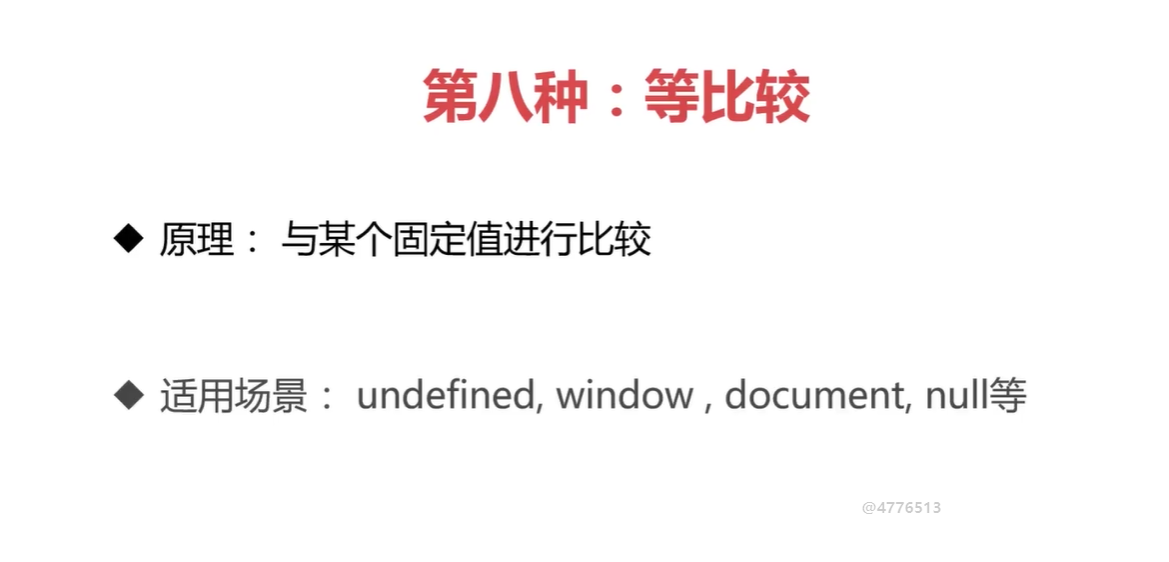 第八种：等比较
◆ 原理： 与某个固定值进行比较
◆ 适用场景： undefined, window , document, null等
@4776513